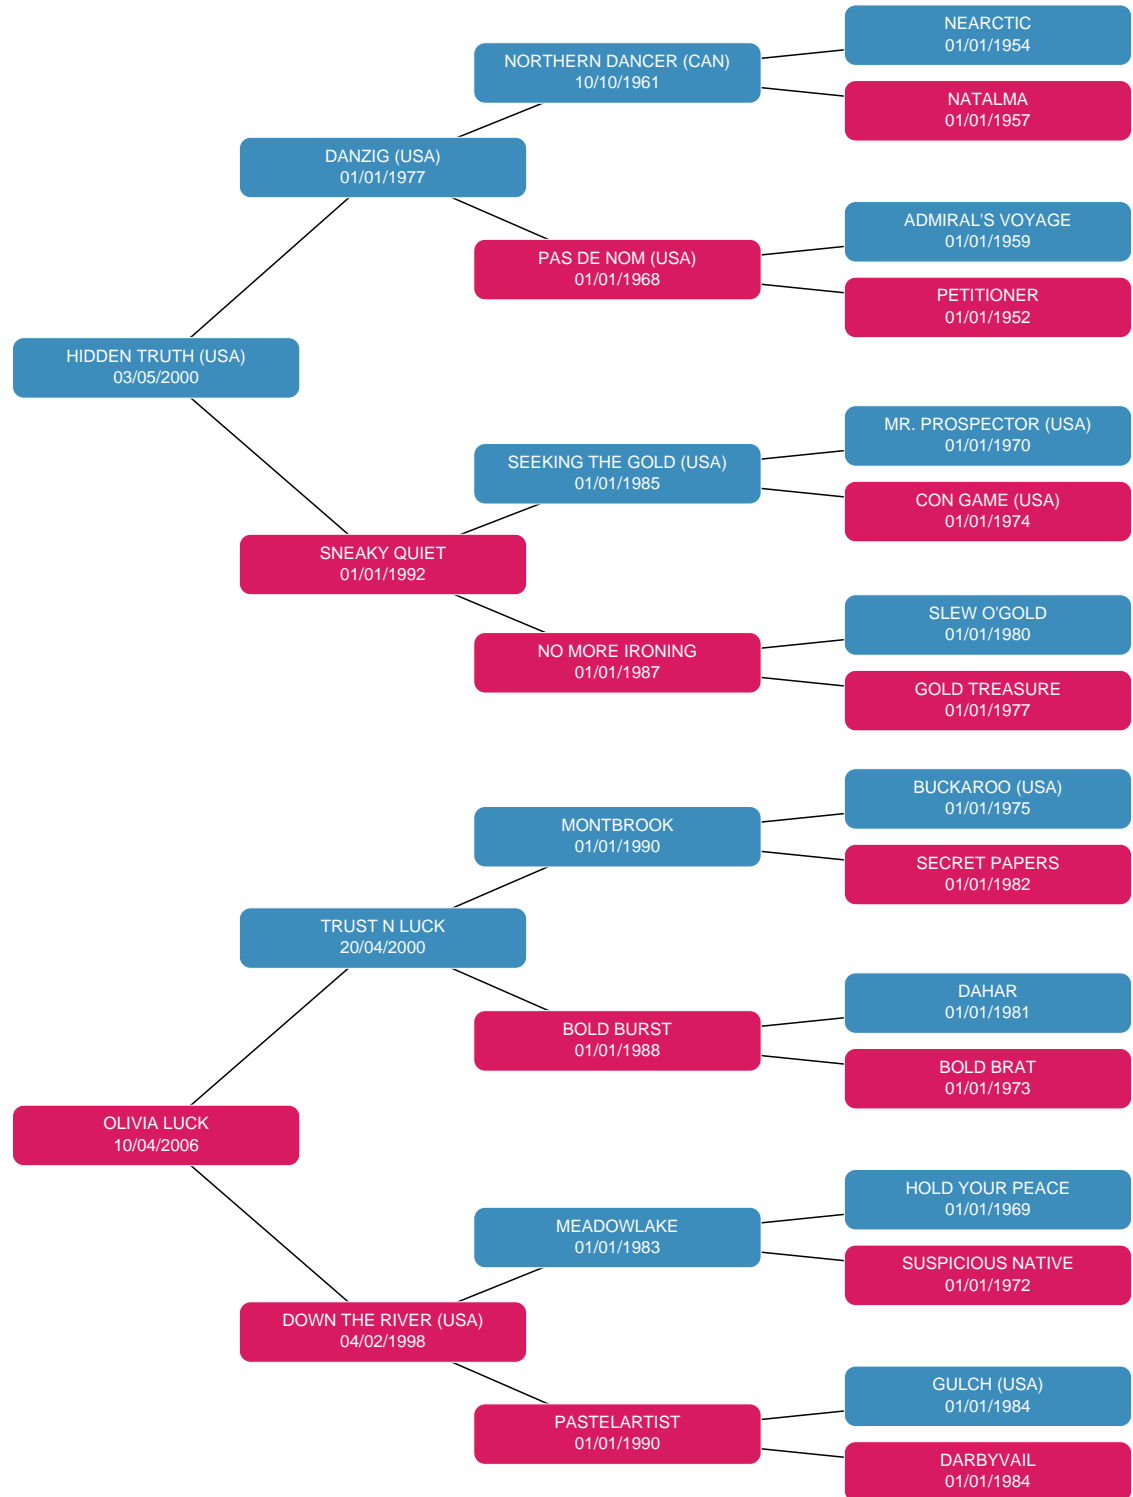 NEARCTIC
01/01/1954
NORTHERN DANCER (CAN)
10/10/1961
NATALMA
01/01/1957
DANZIG (USA)
01/01/1977
ADMIRAL'S VOYAGE
01/01/1959
PAS DE NOM (USA)
01/01/1968
PETITIONER
01/01/1952
HIDDEN TRUTH (USA)
03/05/2000
MR. PROSPECTOR (USA)
01/01/1970
SEEKING THE GOLD (USA)
01/01/1985
CON GAME (USA)
01/01/1974
SNEAKY QUIET
01/01/1992
SLEW O'GOLD
01/01/1980
NO MORE IRONING
01/01/1987
GOLD TREASURE
01/01/1977
BUCKAROO (USA)
01/01/1975
MONTBROOK
01/01/1990
SECRET PAPERS
01/01/1982
TRUST N LUCK
20/04/2000
DAHAR
01/01/1981
BOLD BURST
01/01/1988
BOLD BRAT
01/01/1973
OLIVIA LUCK
10/04/2006
HOLD YOUR PEACE
01/01/1969
MEADOWLAKE
01/01/1983
SUSPICIOUS NATIVE
01/01/1972
DOWN THE RIVER (USA)
04/02/1998
GULCH (USA)
01/01/1984
PASTELARTIST
01/01/1990
DARBYVAIL
01/01/1984